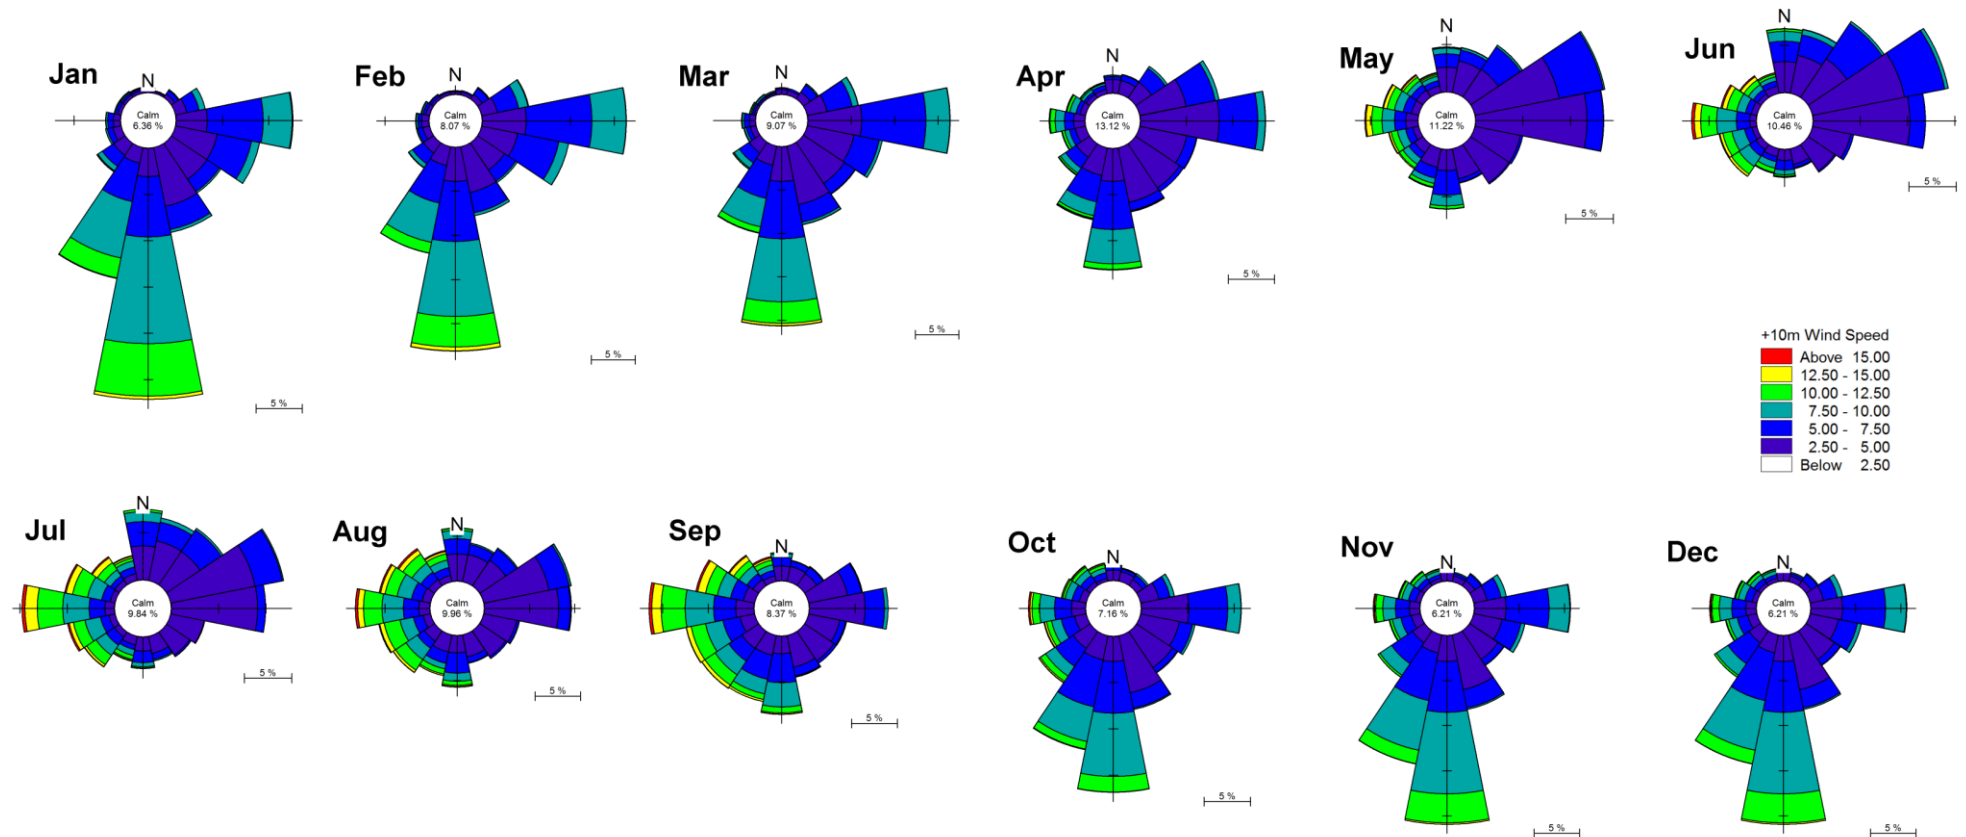 Jan
N
Calm
6.36 %
5 %
Feb
N
Calm
8.07 %
5 %
Mar
N
Calm
9.07 %
5 %
Apr
N
Calm
13.12 %
5 %
May
N
Calm
11.22 %
5 %
Jun
N
Calm
10.46 %
5 %
+10m Wind Speed
Above 15.00
12.50 - 15.00
10.00 - 12.50
7.50 - 10.00
5.00 - 7.50
2.50 - 5.00
Below 2.50
Jul
N
Calm
9.84 %
5 %
Aug
N
Calm
9.96 %
5 %
Sep
N
Calm
8.37 %
5 %
Oct
N
Calm
7.16 %
5 %
Nov
N
Calm
6.21 %
5 %
Dec
N
Calm
6.21 %
5 %